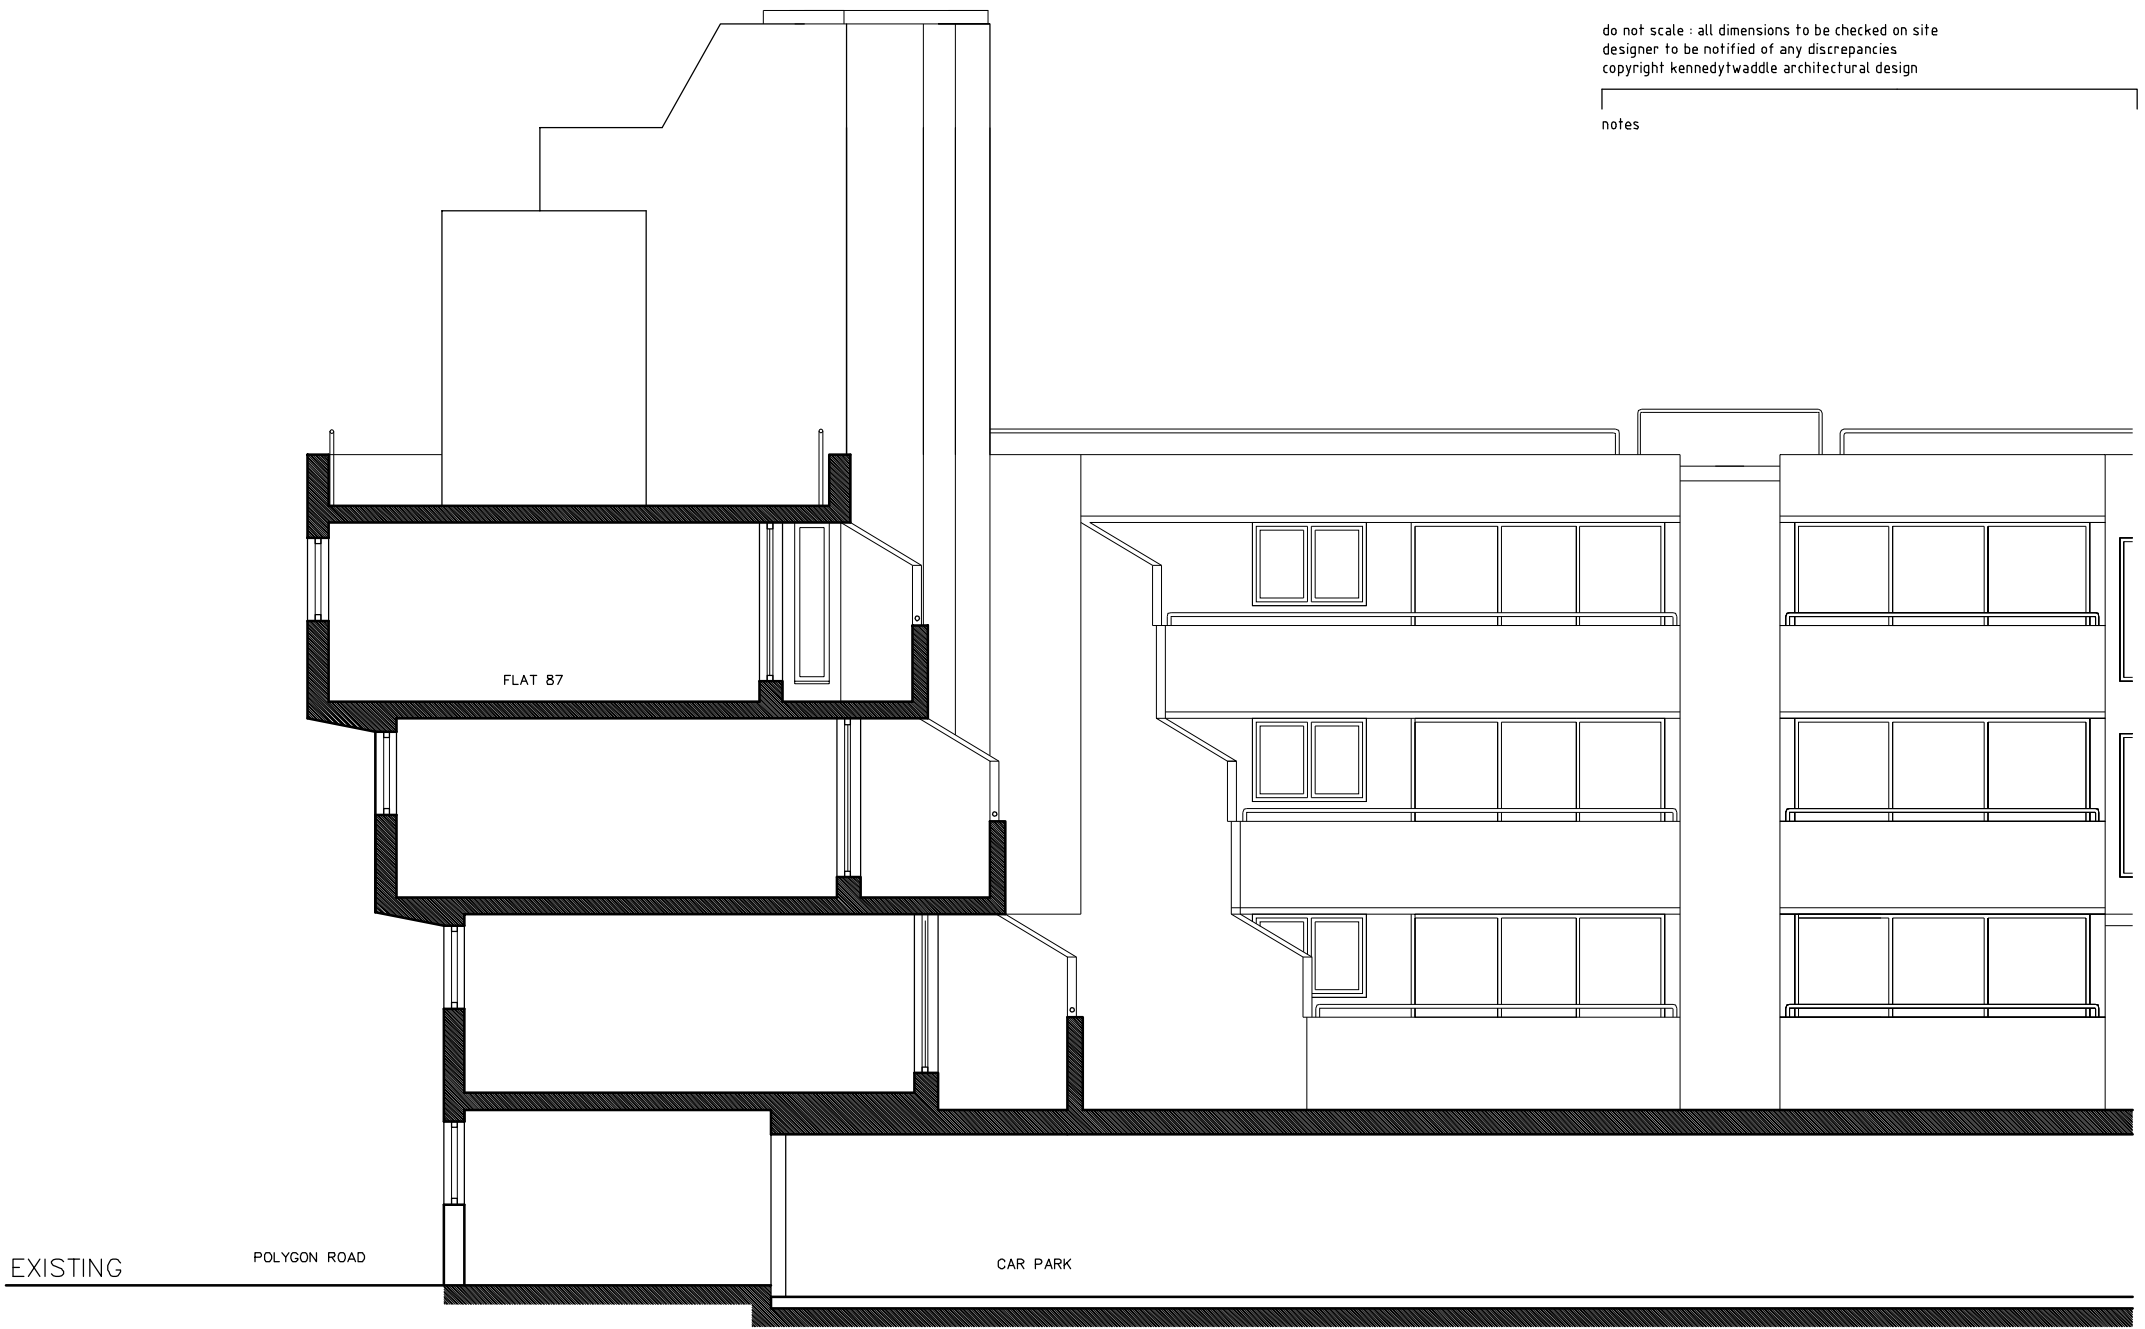 do not scale : all dimensions to be checked on site
designer to be notified of any discrepancies
copyright kennedytwaddle architectural design
notes
FLAT 87
EXISTING
POLYGON ROAD
CAR PARK